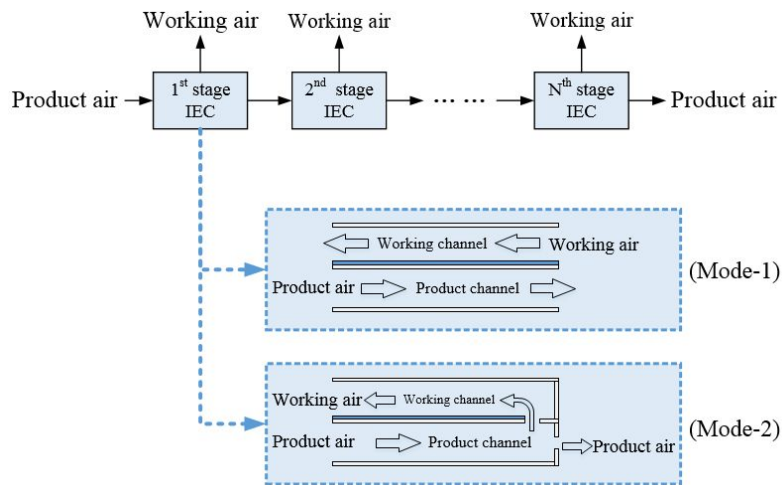 Working air
Working air
Working air
Product air
1st stage
IEC
2nd stage
IEC
... ...
Nth stage
IEC
Product air
Working channel
Working air
Product air
Product channel
(Mode-1)
Working air
Working channel
Product air
Product channel
Product air
(Mode-2)